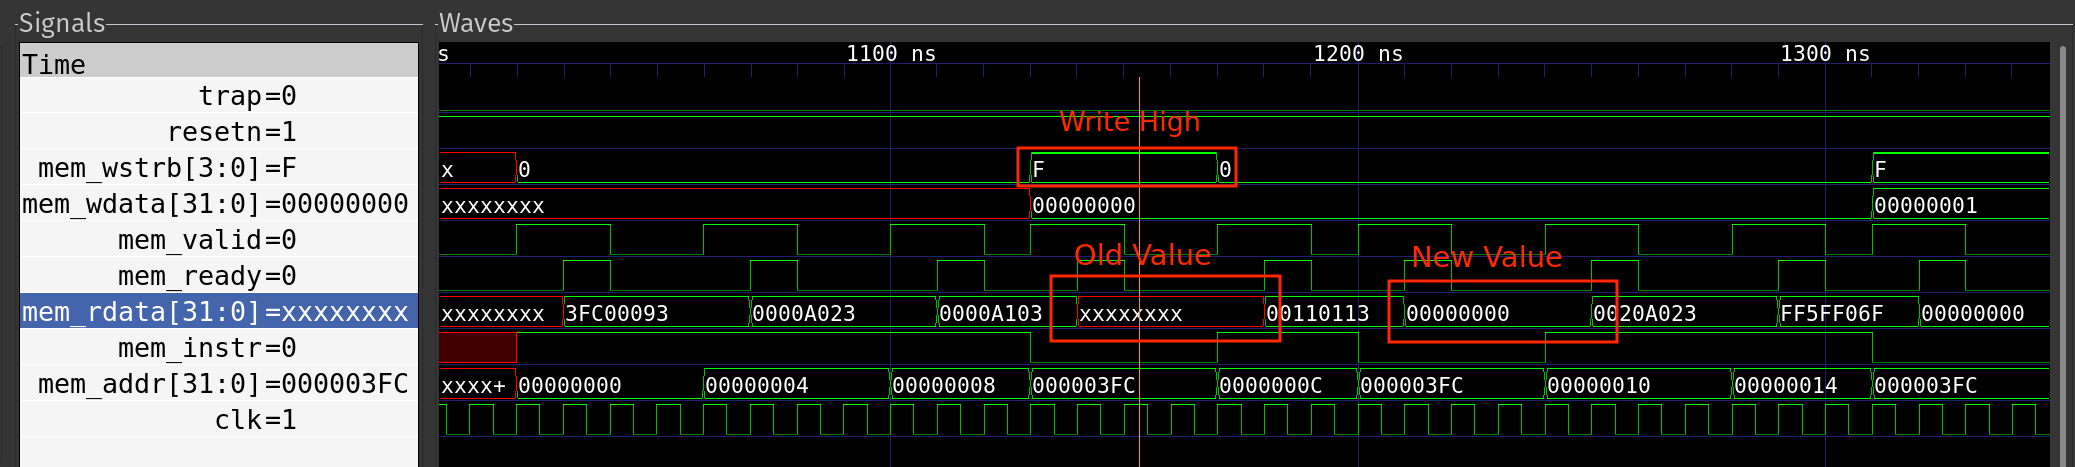 Signals
Waves
Time
s 1100 ns 1200 ns 1300 ns
trap=0
resetn=1
Write High
mem_wstrb[3:0]=F
x 0 F 0 F
mem_wdata[31:0]=00000000
xxxxxxxx 00000000 00000001
mem_valid=0
Old Value New Value
mem_ready=0
mem_rdata[31:0]=xxxxxxxx
xxxxxxxx 3FC00093 0000A023 0000A103 xxxxxxxx 00110113 00000000 0020A023 FF5FF06F 00000000
mem_instr=0
mem_addr[31:0]=000003FC
xxxx+ 00000000 00000004 00000008 000003FC 0000000C 000003FC 00000010 00000014 000003FC
clk=1